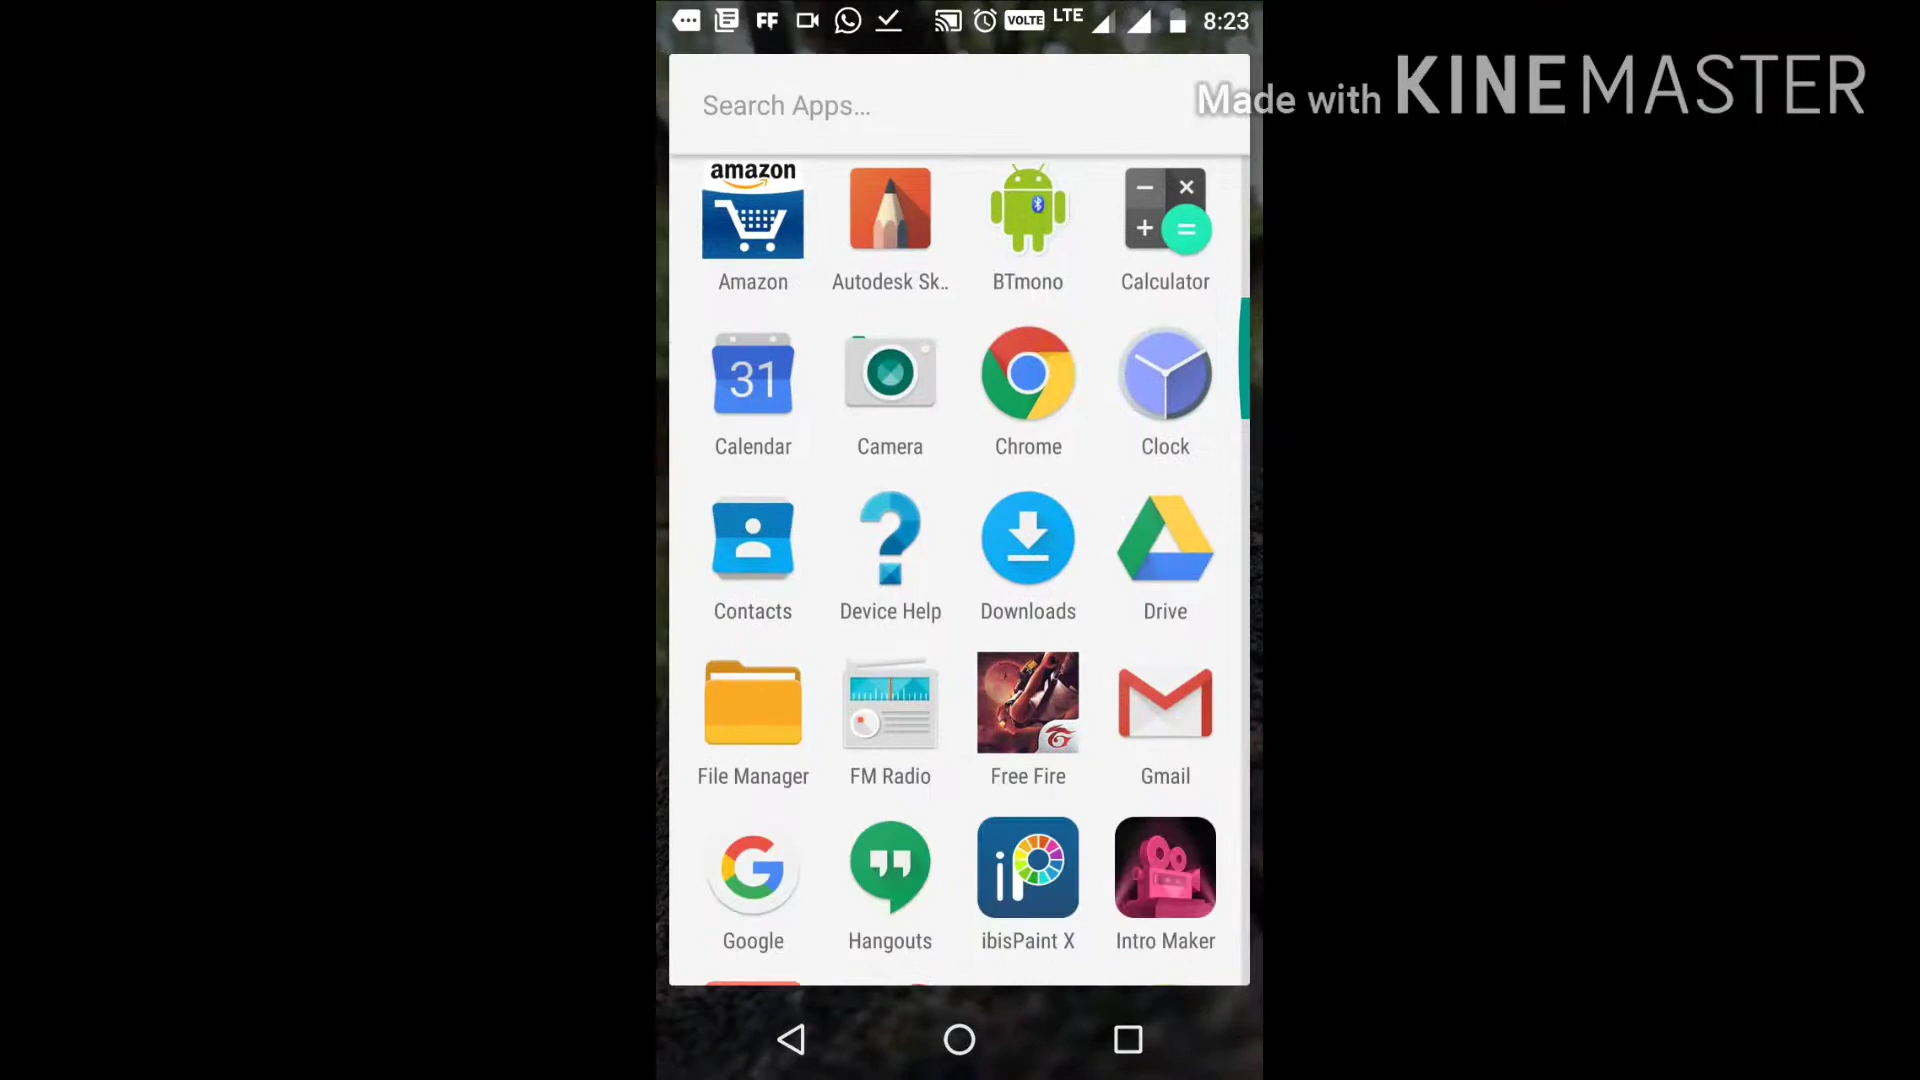 FF VOLTE LTE 8:23
Made with KINEMASTER
Search Apps...
amazon
Amazon Autodesk Sk.. BTmono Calculator
31
Calendar Camera Chrome Clock
Contacts Device Help Downloads Drive
File Manager FM Radio Free Fire Gmail
G iP
Google Hangouts ibisPaint X Intro Maker